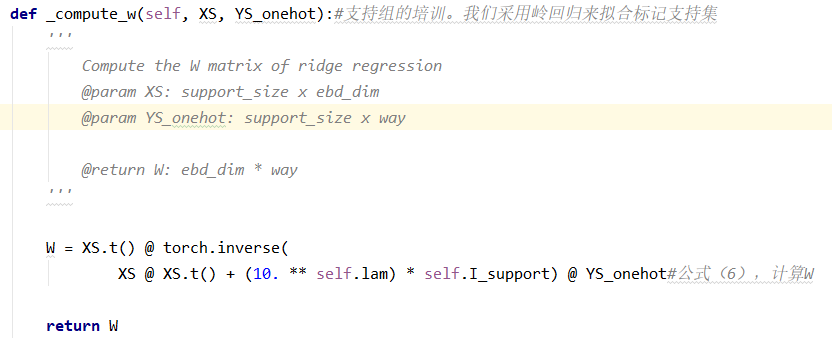 def _compute_w(self, XS, YS_onehot):#支持组的培训。我们采用岭回归来拟合标记支持集
'''
Compute the W matrix of ridge regression
@param XS: support_size x ebd_dim
@param YS_onehot: support_size x way
@return W: ebd_dim * way
'''
W = XS.t() @ torch.inverse(
XS @ XS.t() + (10. ** self.lam) * self.I_support) @ YS_onehot#公式（6），计算W
return W